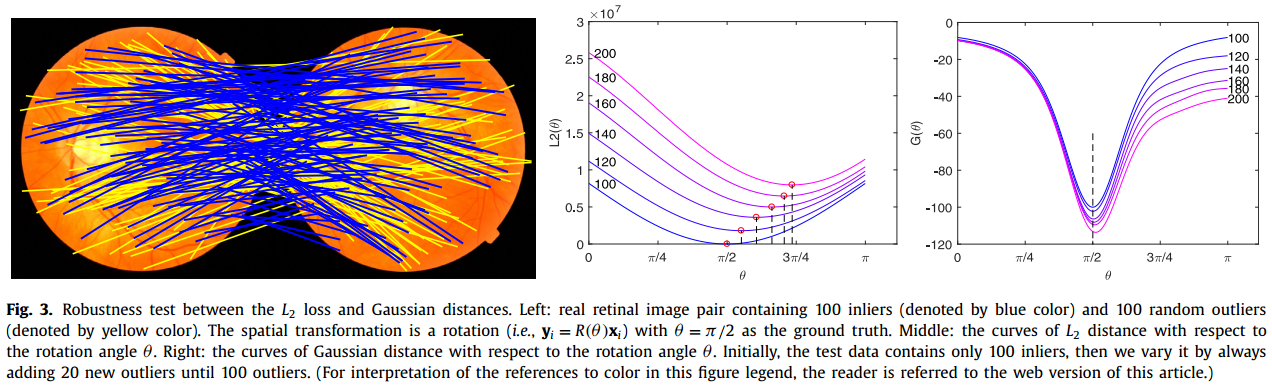 ×10⁷
3
2.5
2
1.5
1
0.5
0
L2(θ)
200
180
160
140
120
100
0
π/4
π/2
3π/4
π
θ
0
-20
-40
-60
-80
-100
-120
G(θ)
100
120
140
160
180
200
0
π/4
π/2
3π/4
π
θ
Fig. 3. Robustness test between the L₂ loss and Gaussian distances. Left: real retinal image pair containing 100 inliers (denoted by blue color) and 100 random outliers
(denoted by yellow color). The spatial transformation is a rotation (i.e., yᵢ = R(θ)xᵢ) with θ = π/2 as the ground truth. Middle: the curves of L₂ distance with respect to
the rotation angle θ. Right: the curves of Gaussian distance with respect to the rotation angle θ. Initially, the test data contains only 100 inliers, then we vary it by always
adding 20 new outliers until 100 outliers. (For interpretation of the references to color in this figure legend, the reader is referred to the web version of this article.)